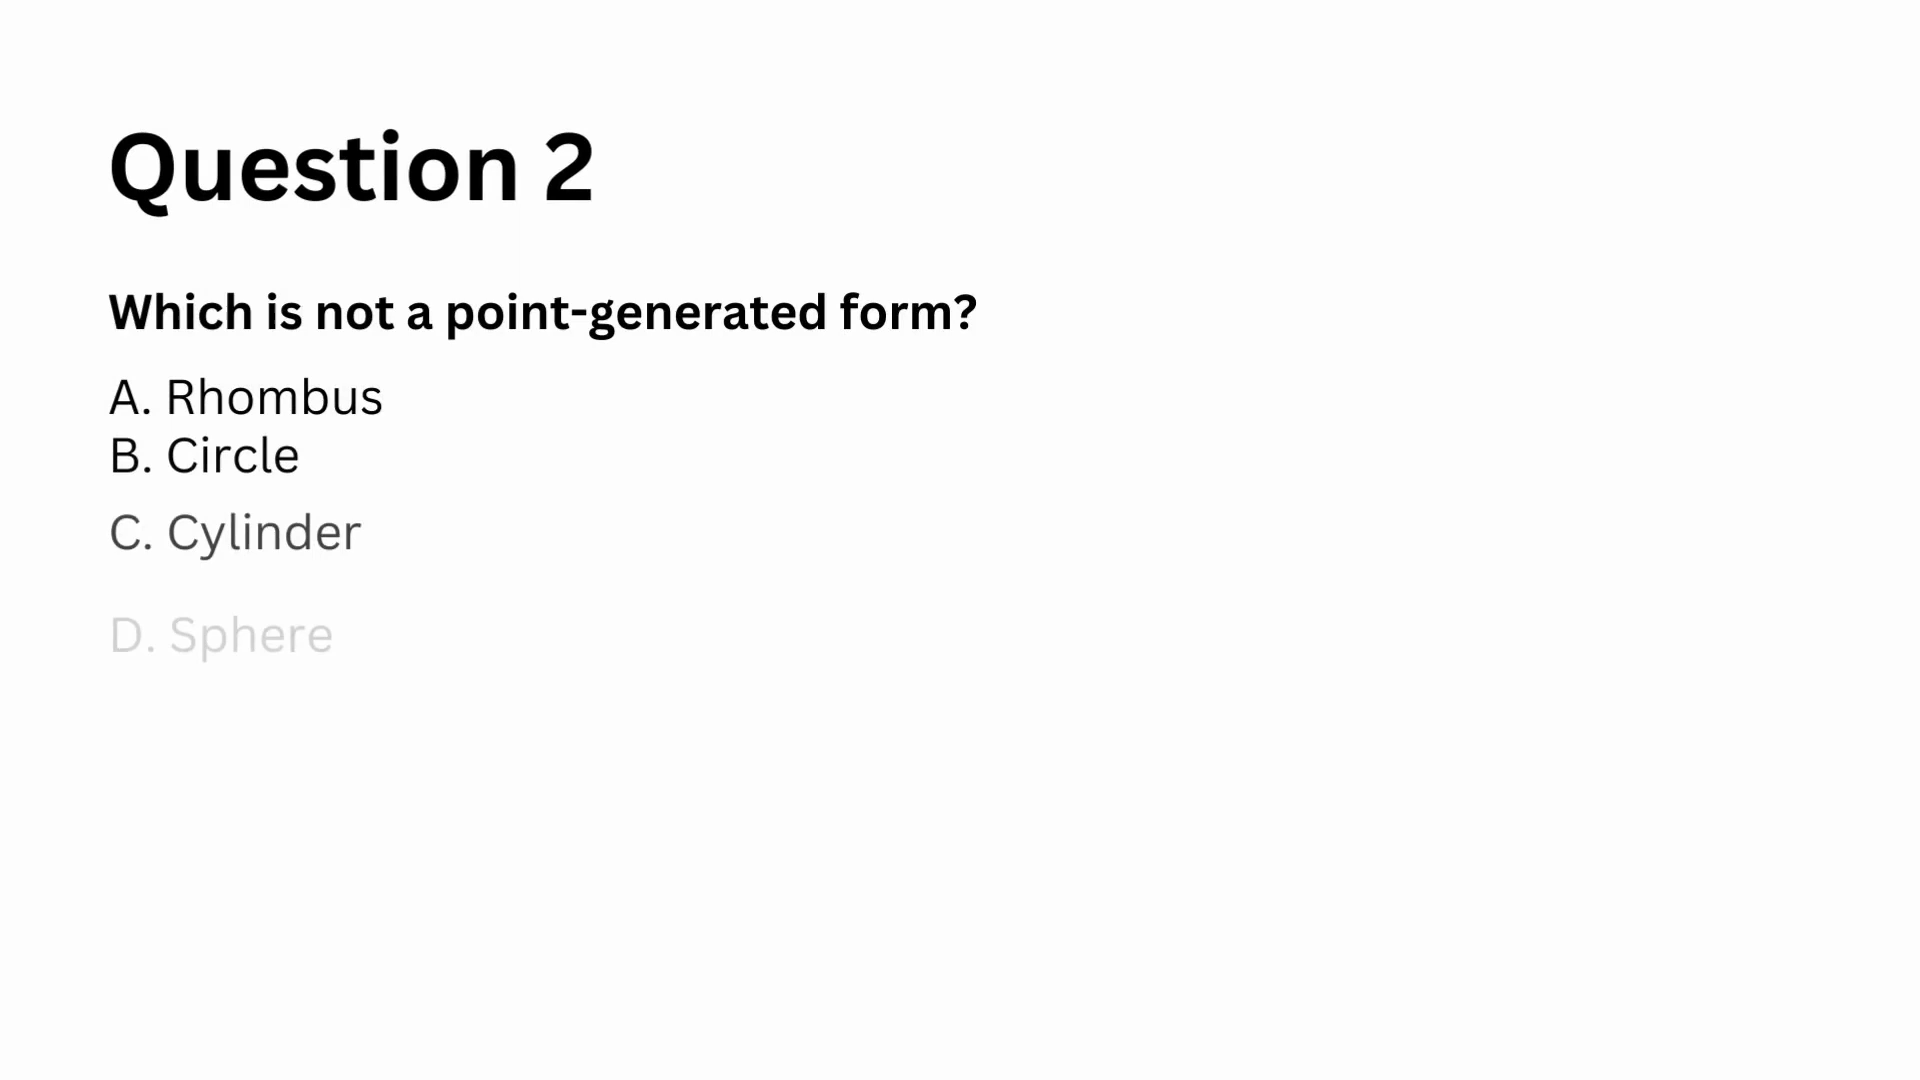 Question 2
Which is not a point-generated form?
A. Rhombus
B. Circle
C. Cylinder
D. Sphere